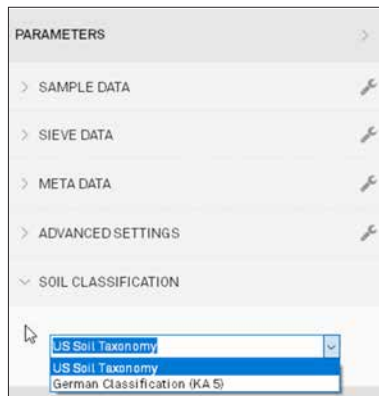 PARAMETERS
SAMPLE DATA
SIEVE DATA
META DATA
ADVANCED SETTINGS
SOIL CLASSIFICATION
US Soil Taxonomy
US Soil Taxonomy
German Classification (KA 5)